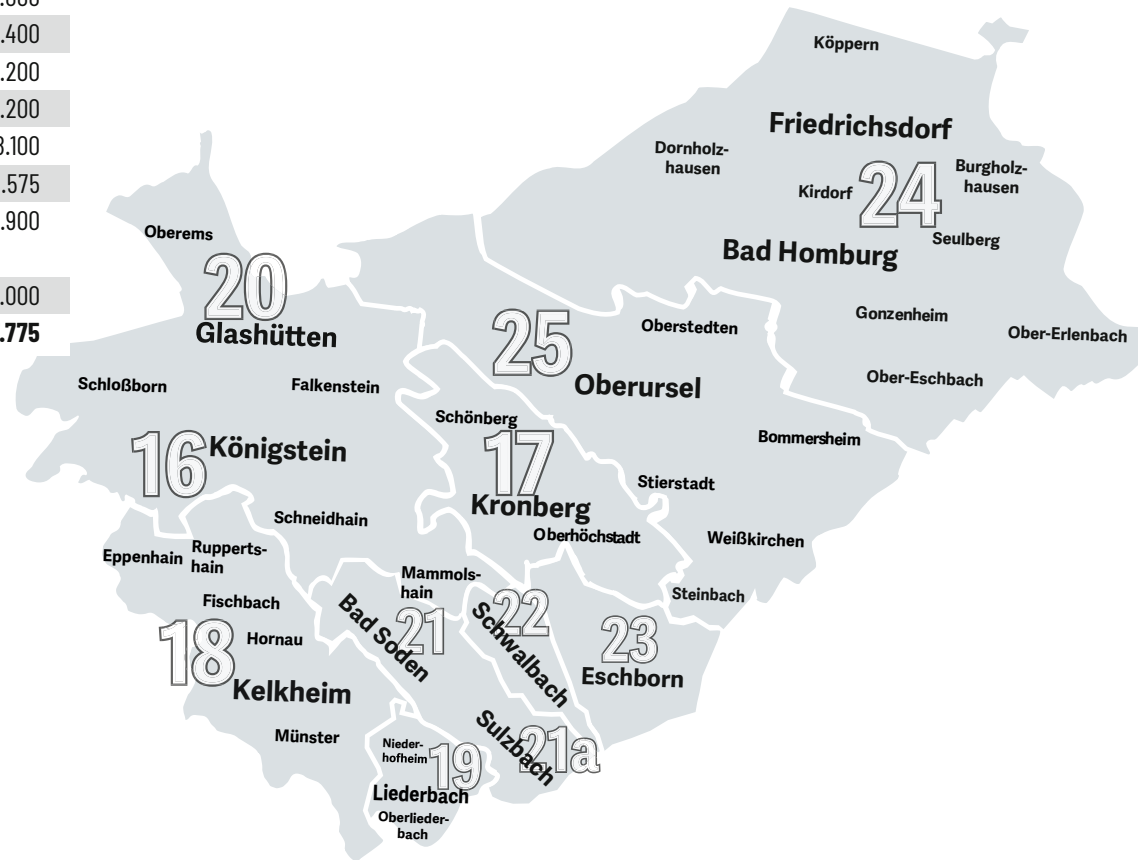 .400
.200
.200
.100
.575
.900
.000
.775
Köppern
Friedrichsdorf
Dornholz-
hausen
Burgholz-
hausen
Kirdorf
24
Seulberg
Bad Homburg
Oberems
20
Glashütten
Gonzenheim
Ober-Erlenbach
Ober-Eschbach
25
Oberstedten
Oberursel
Schloßborn
Falkenstein
Schönberg
Bommersheim
16
Königstein
17
Kronberg
Stierstadt
Schneidhain
Oberhöchstadt
Weißkirchen
Eppenhain
Rupperts-
hain
Mammols-
hain
Steinbach
Fischbach
Bad Soden
21
22
Schwalbach
23
Eschborn
18
Hornau
Kelkheim
Münster
Sulzbach
21a
Nieder-
hofheim
19
Liederbach
Oberlieder-
bach